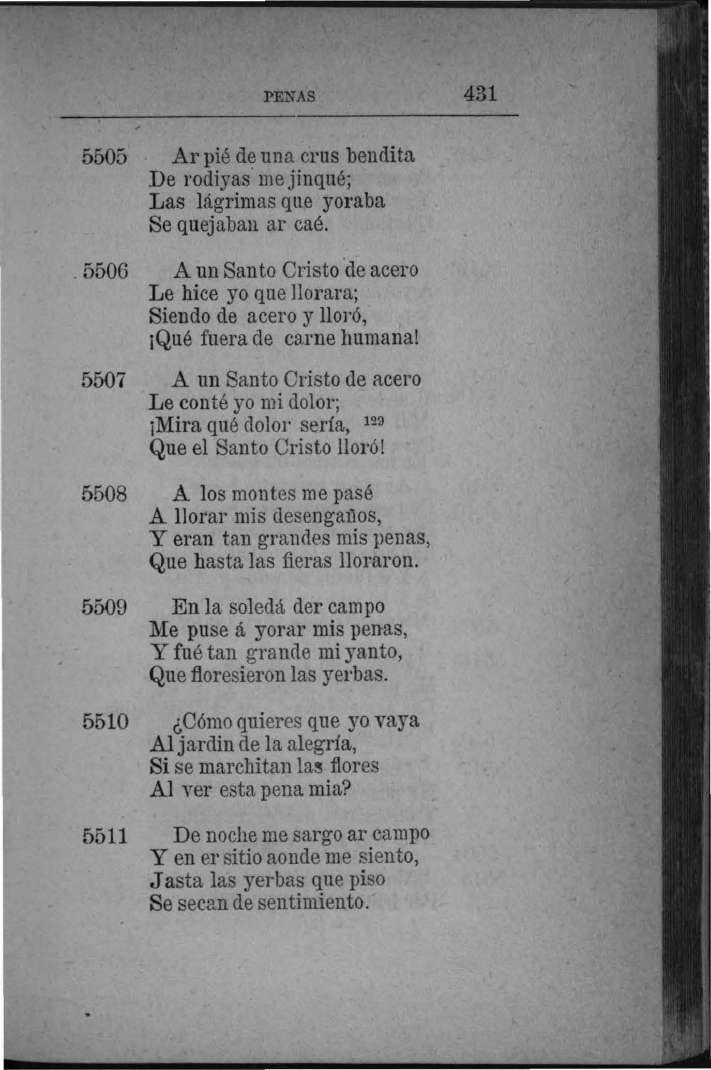 PENAS 431
5505 Ar pié de una crus bendita
De rodiyas me jinqué;
Las lágrimas que yoraba
Se quejaban ar caé.
5506 A un Santo Cristo de acero
Le hice yo que llorara;
Siendo de acero y lloró,
¡Qué fuera de carne humana!
5507 A un Santo Cristo de acero
Le conté yo mi dolor;
¡Mira qué dolor sería, 129
Que el Santo Cristo lloró!
5508 A los montes me pasé
A llorar mis desengaños,
Y eran tan grandes mis penas,
Que hasta las fieras lloraron.
5509 En la soledá der campo
Me puse á yorar mis penas,
Y fué tan grande mi yanto,
Que floresieron las yerbas.
5510 ¿Cómo quieres que yo vaya
Al jardin de la alegría,
Si se marchitan las flores
Al ver esta pena mia?
5511 De noche me sargo ar campo
Y en er sitio aonde me siento,
Jasta las yerbas que piso
Se secan de sentimiento.